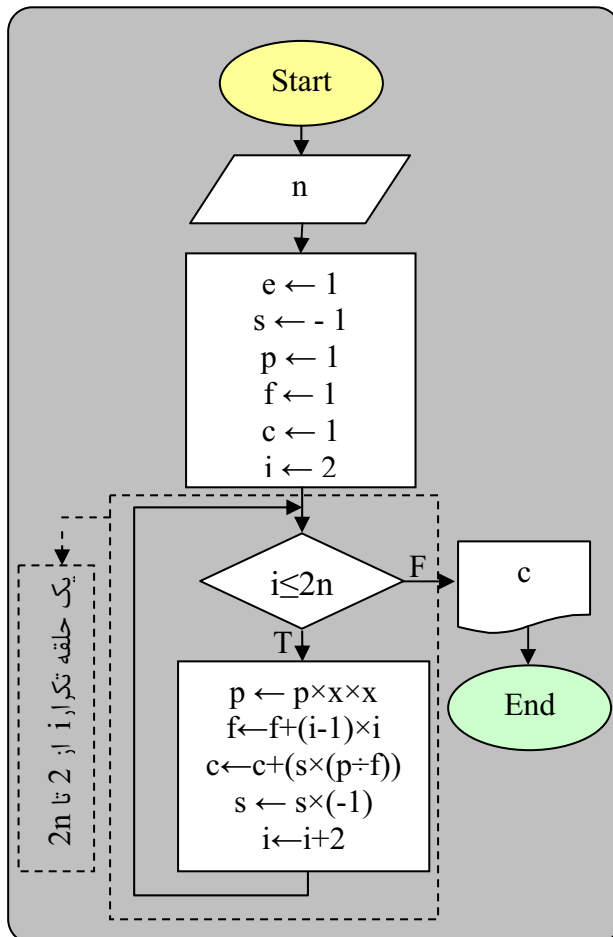 Start
n
e ← 1
s ← - 1
p ← 1
f ← 1
c ← 1
i ← 2
یک حلقه تکرار i از 2 تا 2n
i≤2n
F
c
T
p ← p×x×x
f←f+(i-1)×i
c←c+(s×(p÷f))
s ← s×(-1)
i←i+2
End